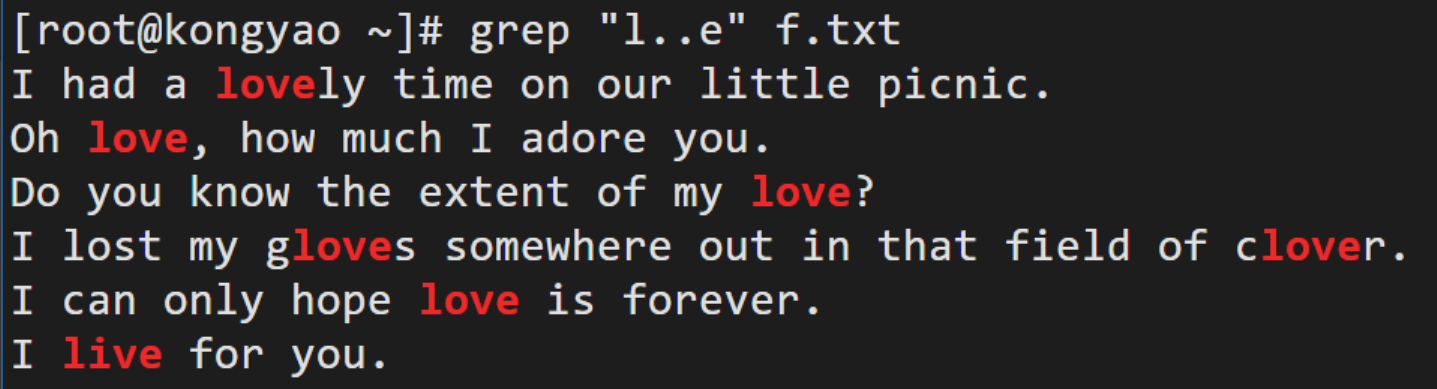 [root@kongyao ~]# grep "l..e" f.txt
I had a lovely time on our little picnic.
Oh love, how much I adore you.
Do you know the extent of my love?
I lost my gloves somewhere out in that field of clover.
I can only hope love is forever.
I live for you.